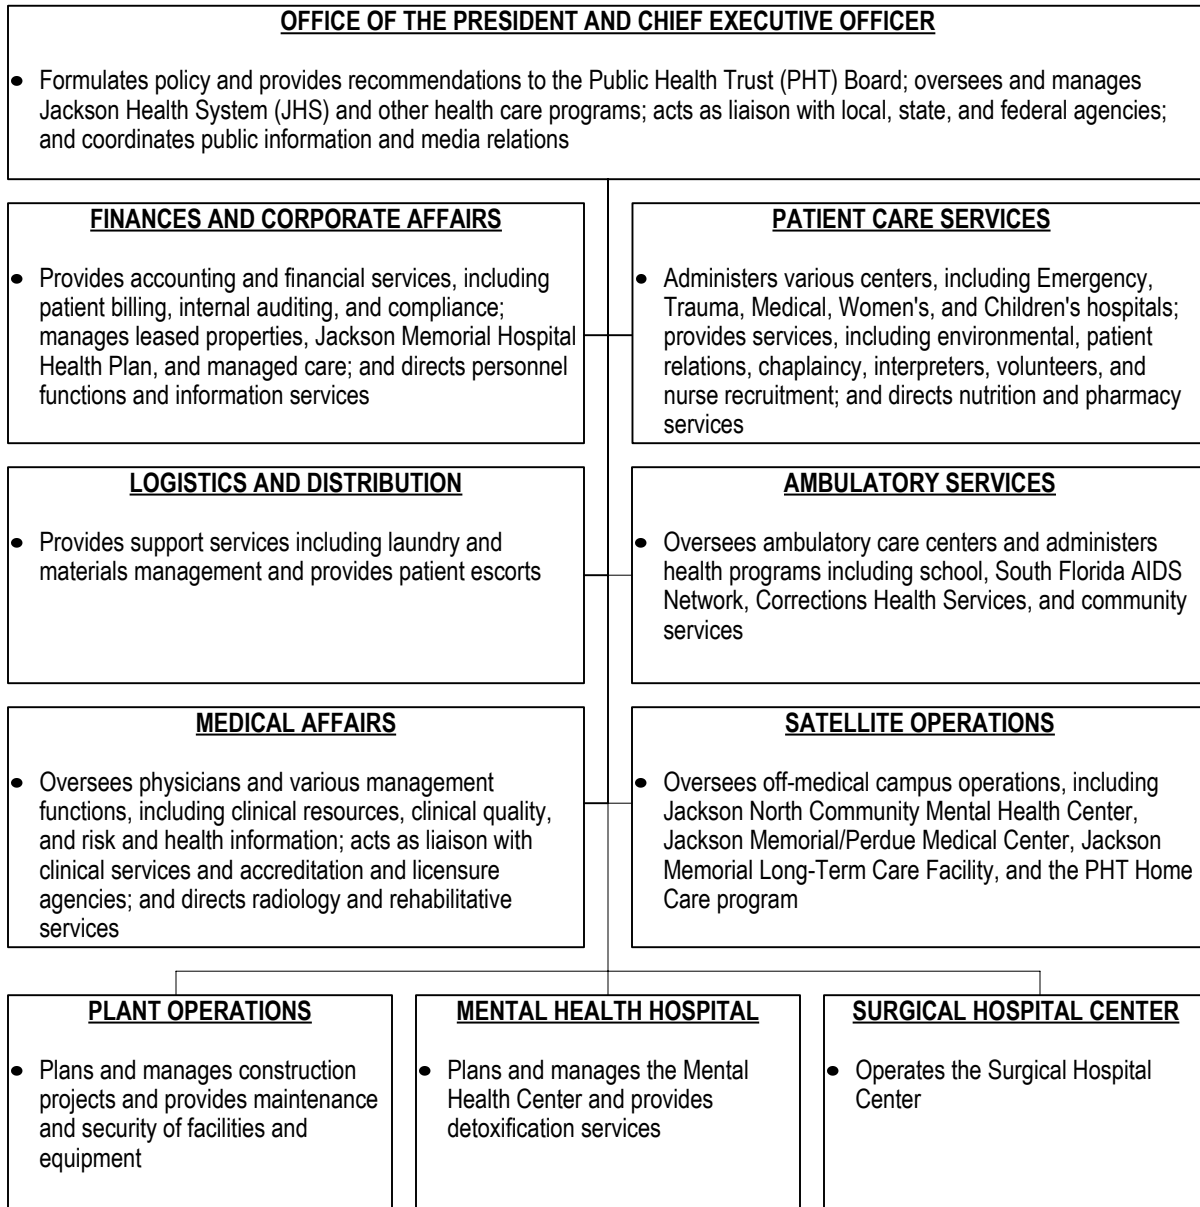 OFFICE OF THE PRESIDENT AND CHIEF EXECUTIVE OFFICER
• Formulates policy and provides recommendations to the Public Health Trust (PHT) Board; oversees and manages
Jackson Health System (JHS) and other health care programs; acts as liaison with local, state, and federal agencies;
and coordinates public information and media relations
FINANCES AND CORPORATE AFFAIRS
• Provides accounting and financial services, including
patient billing, internal auditing, and compliance;
manages leased properties, Jackson Memorial Hospital
Health Plan, and managed care; and directs personnel
functions and information services
PATIENT CARE SERVICES
• Administers various centers, including Emergency,
Trauma, Medical, Women's, and Children's hospitals;
provides services, including environmental, patient
relations, chaplaincy, interpreters, volunteers, and
nurse recruitment; and directs nutrition and pharmacy
services
LOGISTICS AND DISTRIBUTION
• Provides support services including laundry and
materials management and provides patient escorts
AMBULATORY SERVICES
• Oversees ambulatory care centers and administers
health programs including school, South Florida AIDS
Network, Corrections Health Services, and community
services
MEDICAL AFFAIRS
• Oversees physicians and various management
functions, including clinical resources, clinical quality,
and risk and health information; acts as liaison with
clinical services and accreditation and licensure
agencies; and directs radiology and rehabilitative
services
SATELLITE OPERATIONS
• Oversees off-medical campus operations, including
Jackson North Community Mental Health Center,
Jackson Memorial/Perdue Medical Center, Jackson
Memorial Long-Term Care Facility, and the PHT Home
Care program
PLANT OPERATIONS
• Plans and manages construction
projects and provides maintenance
and security of facilities and
equipment
MENTAL HEALTH HOSPITAL
• Plans and manages the Mental
Health Center and provides
detoxification services
SURGICAL HOSPITAL CENTER
• Operates the Surgical Hospital
Center